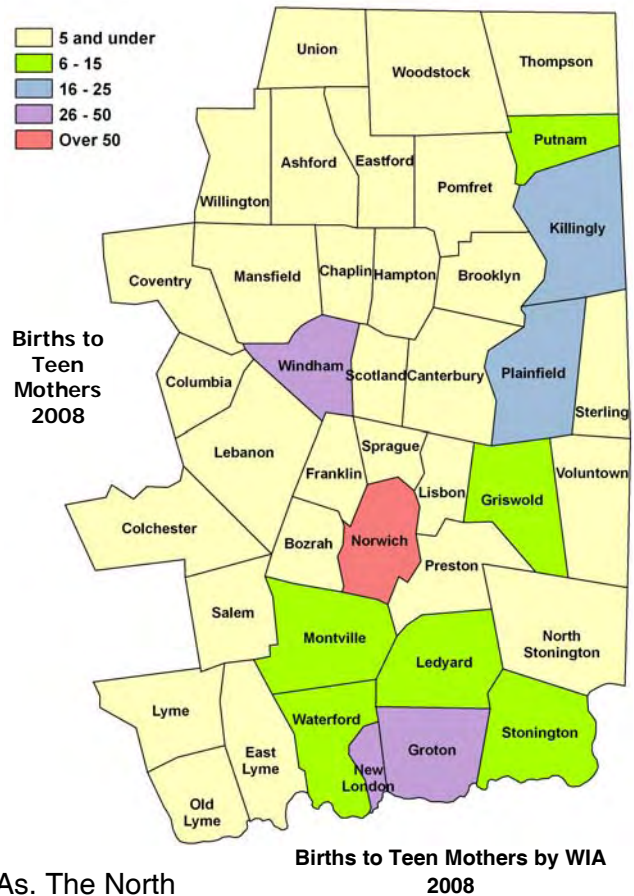 5 and under
6 - 15
16 - 25
26 - 50
Over 50
Union
Woodstock
Thompson
Putnam
Ashford
Eastford
Pomfret
Willington
Killingly
Coventry
Mansfield
Chaplin
Hampton
Brooklyn
Births to
Teen
Mothers
2008
Windham
Scotland
Canterbury
Plainfield
Columbia
Sterling
Lebanon
Sprague
Franklin
Lisbon
Griswold
Voluntown
Colchester
Bozrah
Norwich
Preston
Salem
Montville
North
Stonington
Ledyard
Lyme
Waterford
Stonington
East
Lyme
Groton
New
London
Old
Lyme
Births to Teen Mothers by WIA
2008
As. The North